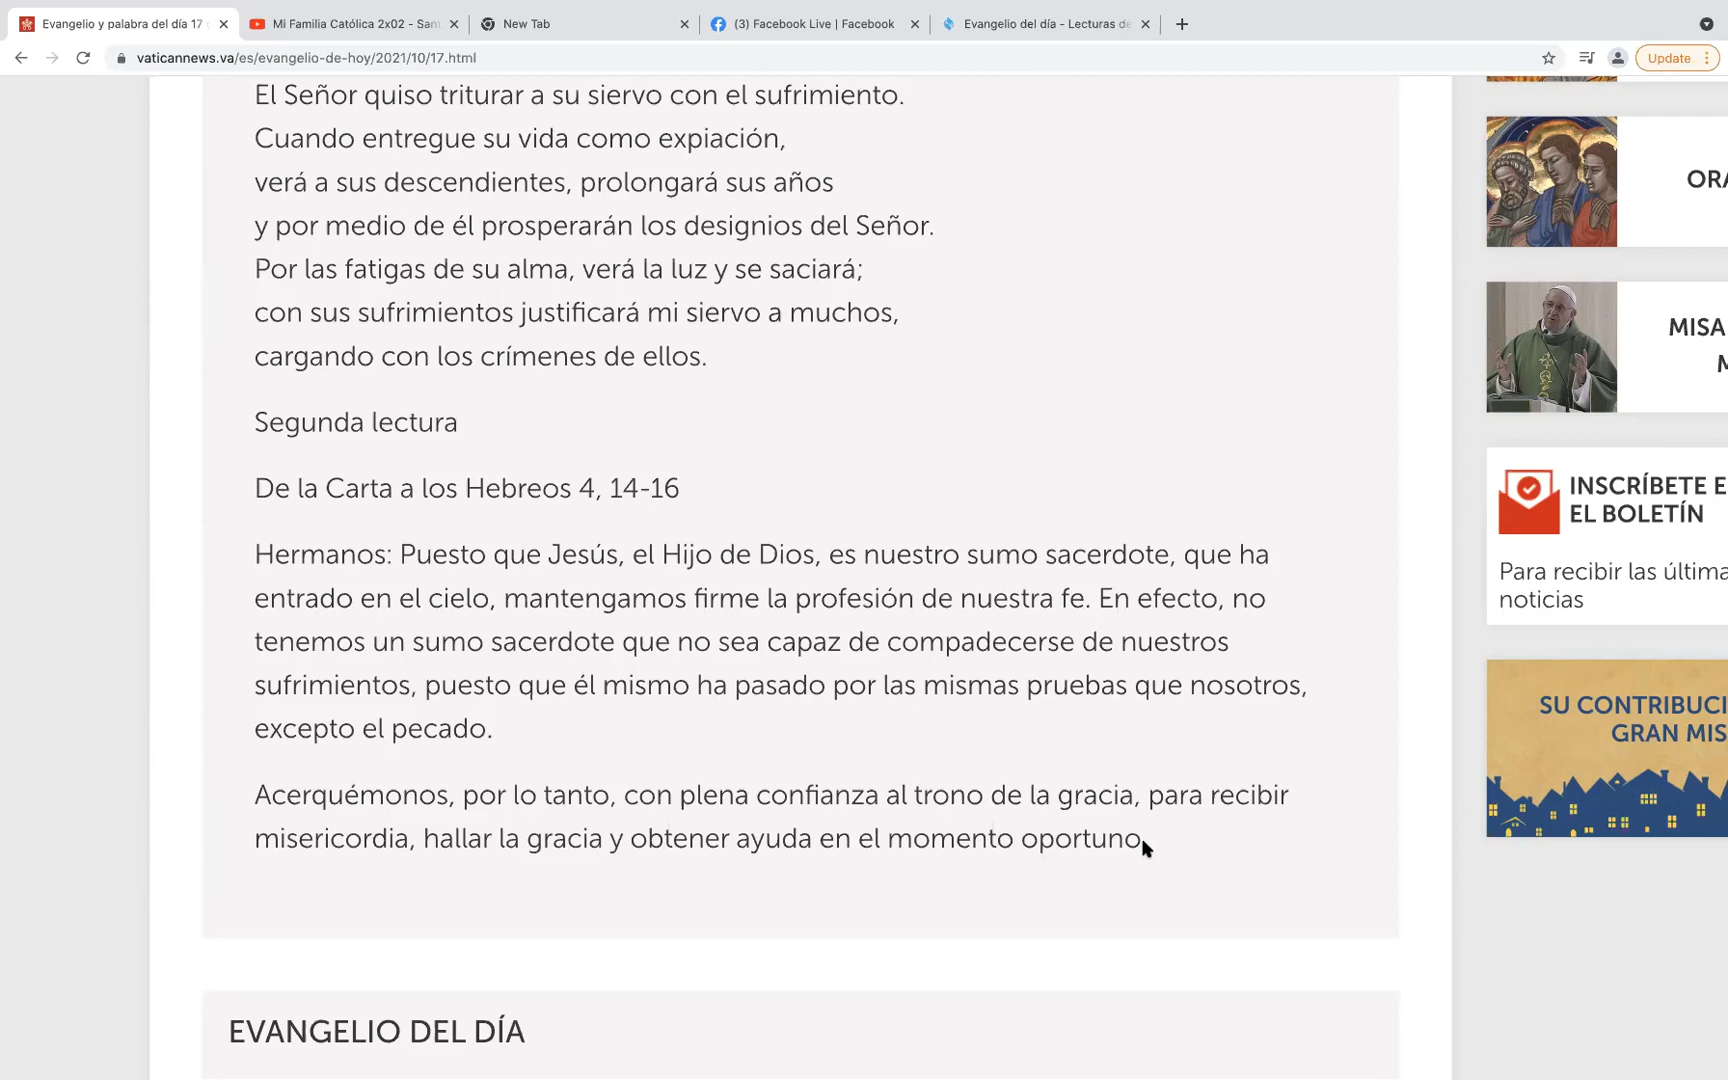 Evangelio y palabra del día 17
Mi Familia Católica 2x02 - San
New Tab
(3) Facebook Live | Facebook
Evangelio del día - Lecturas de
vaticannews.va/es/evangelio-de-hoy/2021/10/17.html
Update
El Señor quiso triturar a su siervo con el sufrimiento.
Cuando entregue su vida como expiación,
verá a sus descendientes, prolongará sus años
y por medio de él prosperarán los designios del Señor.
Por las fatigas de su alma, verá la luz y se saciará;
con sus sufrimientos justificará mi siervo a muchos,
cargando con los crímenes de ellos.
Segunda lectura
De la Carta a los Hebreos 4, 14-16
Hermanos: Puesto que Jesús, el Hijo de Dios, es nuestro sumo sacerdote, que ha
entrado en el cielo, mantengamos firme la profesión de nuestra fe. En efecto, no
tenemos un sumo sacerdote que no sea capaz de compadecerse de nuestros
sufrimientos, puesto que él mismo ha pasado por las mismas pruebas que nosotros,
excepto el pecado.
Acerquémonos, por lo tanto, con plena confianza al trono de la gracia, para recibir
misericordia, hallar la gracia y obtener ayuda en el momento oportuno.
EVANGELIO DEL DÍA
ORA
MISA
M
INSCRÍBETE E
EL BOLETÍN
Para recibir las última
noticias
SU CONTRIBUCI
GRAN MIS